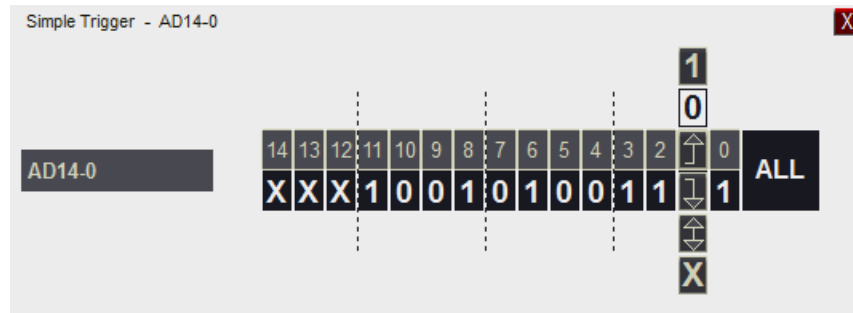 Simple Trigger - AD14-0
X
1
0
14 13 12 11 10 9 8 7 6 5 4 3 2 0
AD14-0
ALL
X X X 1 0 0 1 0 1 0 0 1 1 1
X